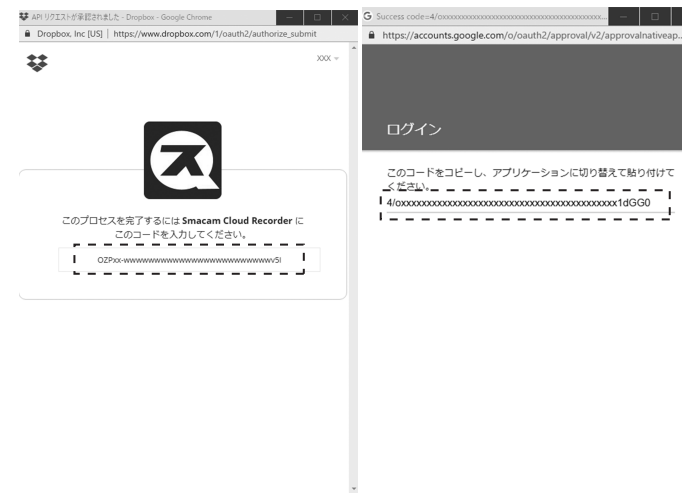 API リクエストが承認されました - Dropbox - Google Chrome
Dropbox, Inc [US] | https://www.dropbox.com/1/oauth2/authorize_submit
XXX
このプロセスを完了するには Smacam Cloud Recorder に
このコードを入力してください。
OZPxx-wwwwwwwwwwwwwwwwwwwwwwwwwv5I
Success code=4/oxxxxxxxxxxxxxxxxxxxxxxxxxxxxxxxxxxxxxxx...
https://accounts.google.com/o/oauth2/approval/v2/approvalnativeap...
ログイン
このコードをコピーし、アプリケーションに切り替えて貼り付けて
ください。
4/oxxxxxxxxxxxxxxxxxxxxxxxxxxxxxxxxxxxxxxxxxx1dGG0